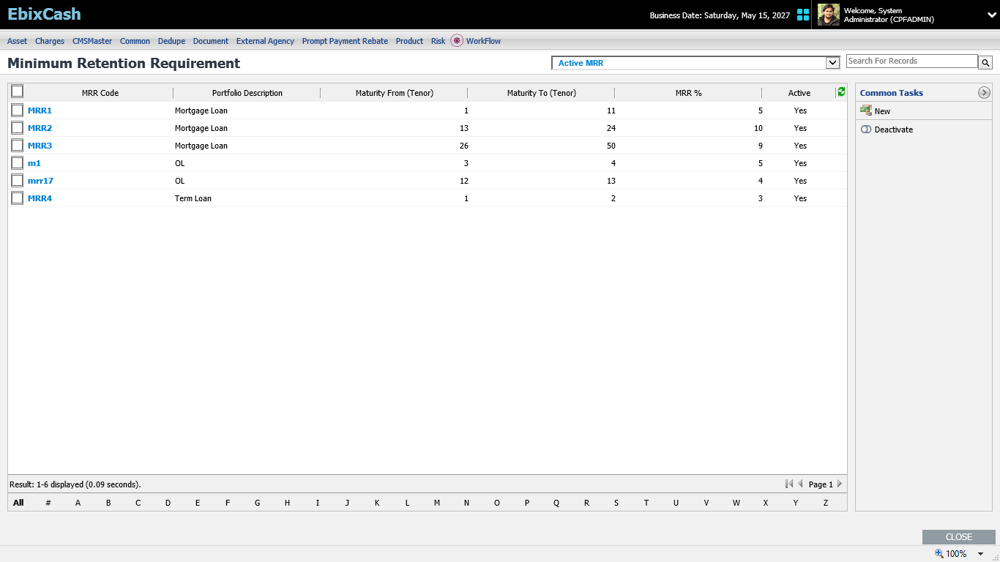 EbixCash
Business Date: Saturday, May 15, 2027
Welcome, System
Administrator (CPFADMIN)
Asset Charges CMSMaster Common Dedupe Document External Agency Prompt Payment Rebate Product Risk WorkFlow
Minimum Retention Requirement
Active MRR
Search For Records
MRR Code Portfolio Description Maturity From (Tenor) Maturity To (Tenor) MRR % Active
MRR1 Mortgage Loan 1 11 5 Yes
MRR2 Mortgage Loan 13 24 10 Yes
MRR3 Mortgage Loan 26 50 9 Yes
m1 OL 3 4 5 Yes
mrr17 OL 12 13 4 Yes
MRR4 Term Loan 1 2 3 Yes
Common Tasks
New
Deactivate
Result: 1-6 displayed (0.09 seconds).
Page 1
All # A B C D E F G H I J K L M N O P Q R S T U V W X Y Z
CLOSE
100%